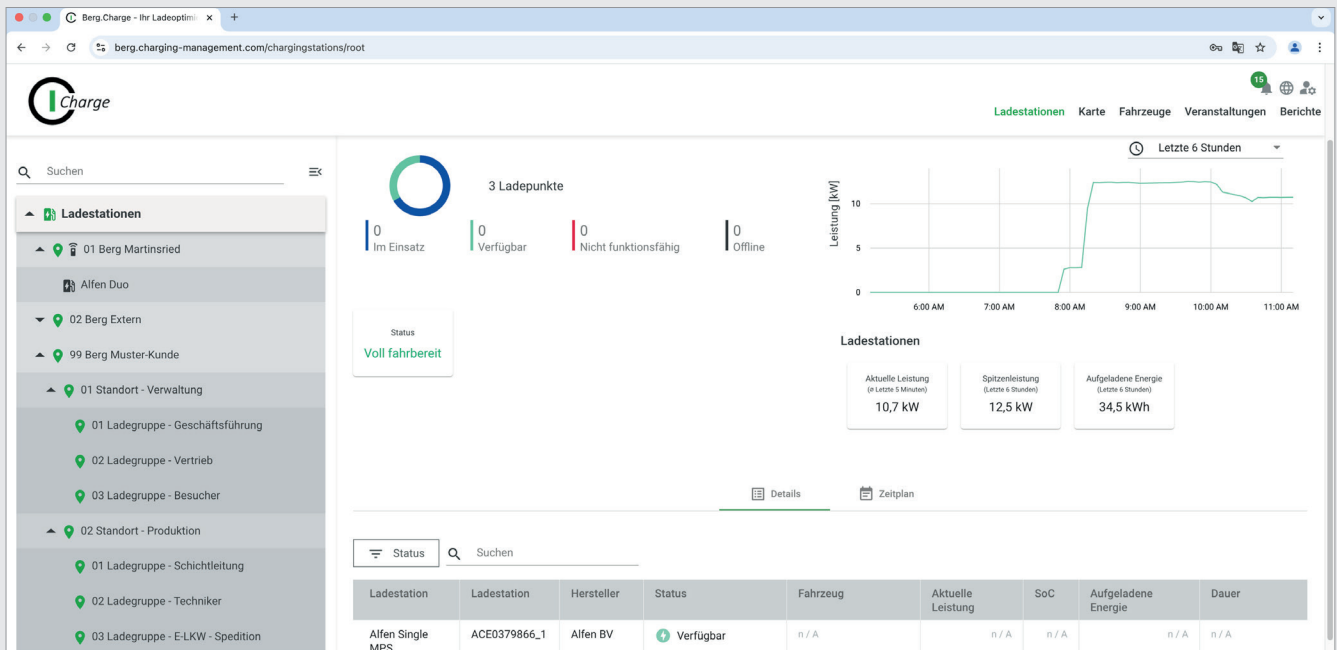 Berg.Charge - Ihr Ladeoptimi
berg.charging-management.com/chargingstations/root
Charge
15
Ladestationen Karte Fahrzeuge Veranstaltungen Berichte
Suchen
Ladestationen
01 Berg Martinsried
Alfen Duo
02 Berg Extern
99 Berg Muster-Kunde
01 Standort - Verwaltung
01 Ladegruppe - Geschäftsführung
02 Ladegruppe - Vertrieb
03 Ladegruppe - Besucher
02 Standort - Produktion
01 Ladegruppe - Schichtleitung
02 Ladegruppe - Techniker
03 Ladegruppe - E-LKW - Spedition
3 Ladepunkte
0 0 0 0
Im Einsatz Verfügbar Nicht funktionsfähig Offline
Status
Voll fahrbereit
Letzte 6 Stunden
Leistung [kW]
10
5
0
6:00 AM 7:00 AM 8:00 AM 9:00 AM 10:00 AM 11:00 AM
Ladestationen
Aktuelle Leistung
(# Letzte 5 Minuten)
10,7 kW
Spitzenleistung
(Letzte 6 Stunden)
12,5 kW
Aufgeladene Energie
(Letzte 6 Stunden)
34,5 kWh
Details Zeitplan
Status Suchen
Ladestation Ladestation Hersteller Status Fahrzeug Aktuelle Leistung SoC Aufgeladene Energie Dauer
Alfen Single MPS ACE0379866_1 Alfen BV Verfügbar n / A n / A n / A n / A n / A